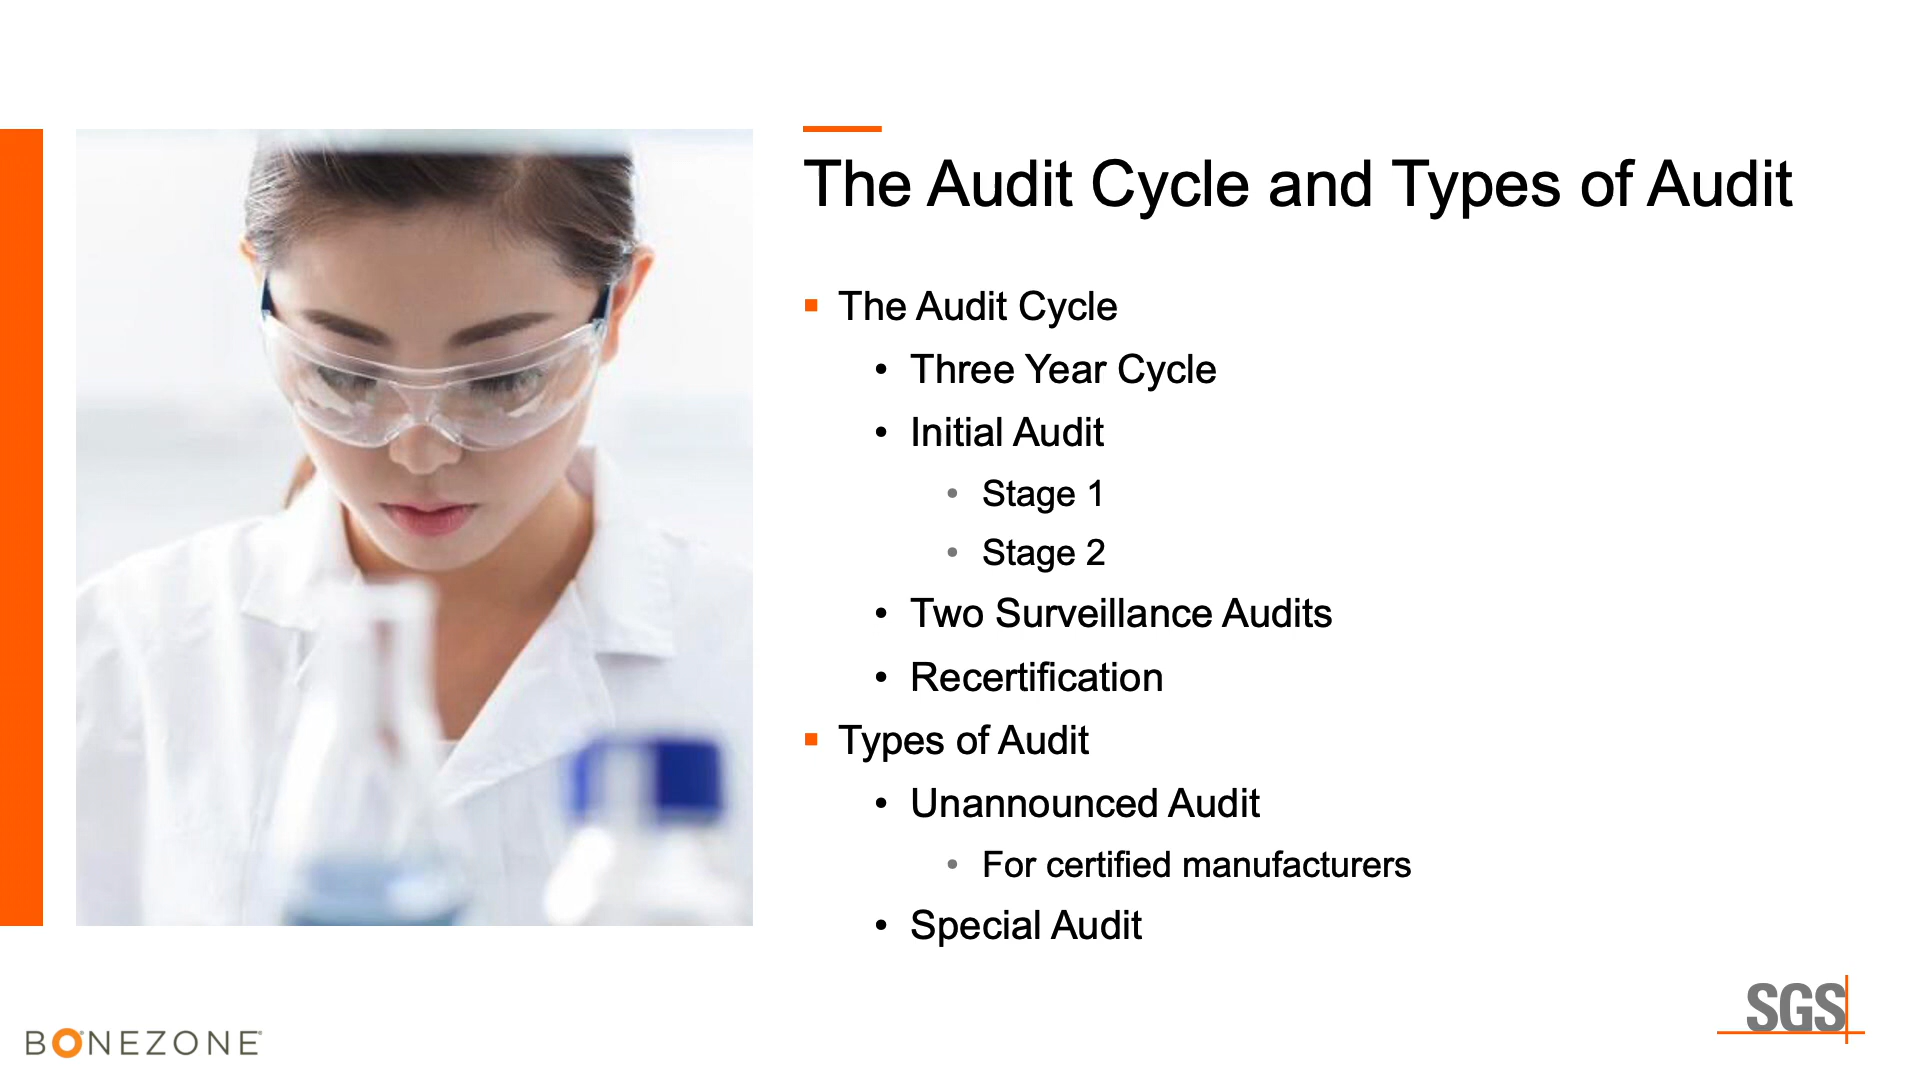 The Audit Cycle and Types of Audit
The Audit Cycle
Three Year Cycle
Initial Audit
Stage 1
Stage 2
Two Surveillance Audits
Recertification
Types of Audit
Unannounced Audit
For certified manufacturers
Special Audit
BONEZONE
SGS